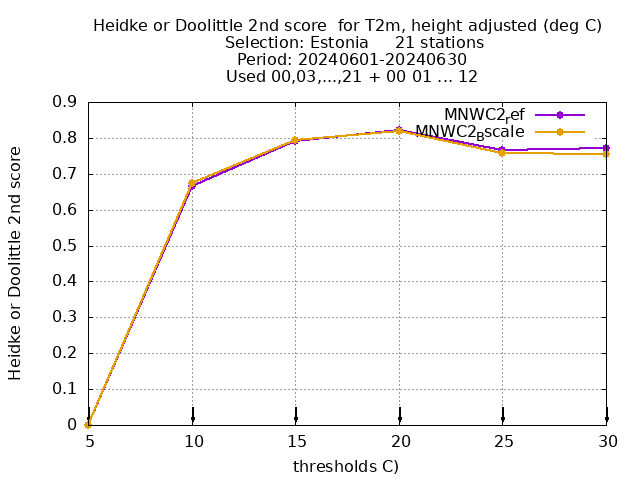 Heidke or Doolittle 2nd score  for T2m, height adjusted (deg C)
Selection: Estonia     21 stations
Period: 20240601-20240630
Used 00,03,...,21 + 00 01 ... 12
MNWC2ref
MNWC2Bscale
Heidke or Doolittle 2nd score
0.9
0.8
0.7
0.6
0.5
0.4
0.3
0.2
0.1
0
5 10 15 20 25 30
thresholds C)